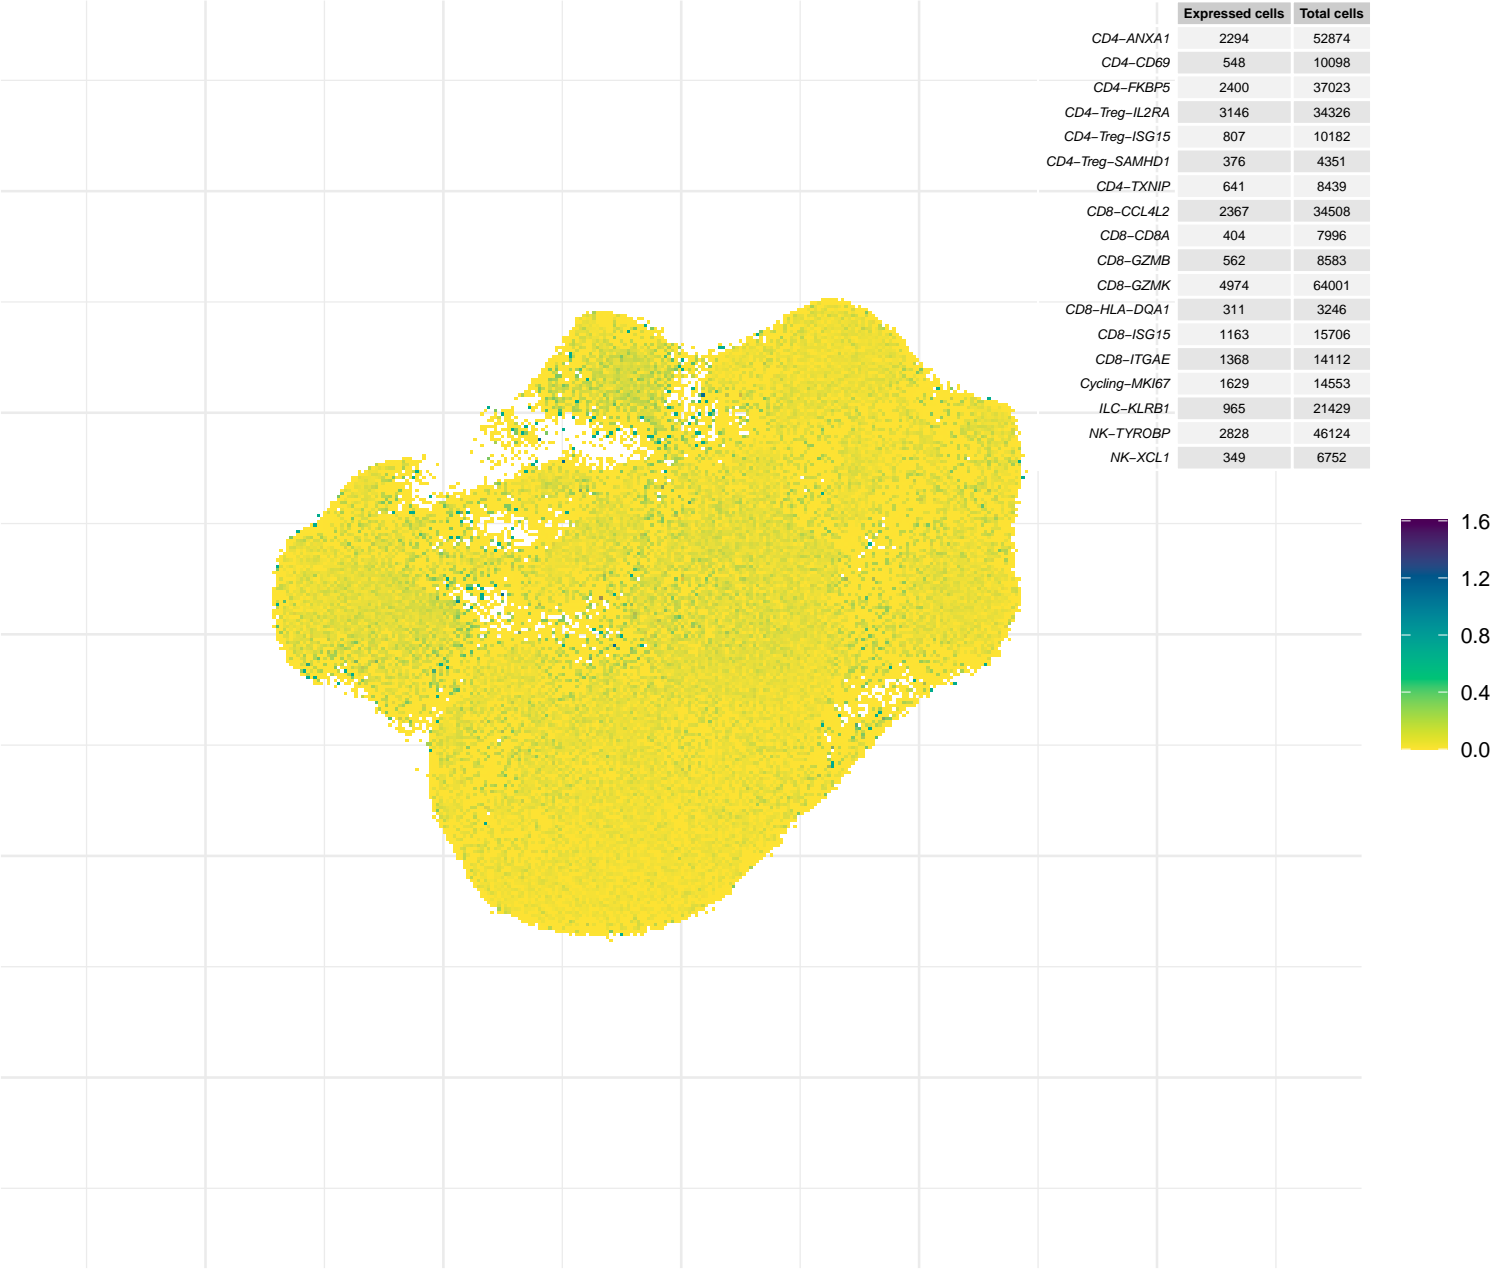 Expressed cells Total cells
CD4−ANXA1 2294 52874
CD4−CD69 548 10098
CD4−FKBP5 2400 37023
CD4−Treg−IL2RA 3146 34326
CD4−Treg−ISG15 807 10182
CD4−Treg−SAMHD1 376 4351
CD4−TXNIP 641 8439
CD8−CCL4L2 2367 34508
CD8−CD8A 404 7996
CD8−GZMB 562 8583
CD8−GZMK 4974 64001
CD8−HLA−DQA1 311 3246
CD8−ISG15 1163 15706
CD8−ITGAE 1368 14112
Cycling−MKI67 1629 14553
ILC−KLRB1 965 21429
NK−TYROBP 2828 46124
NK−XCL1 349 6752
1.6
1.2
0.8
0.4
0.0